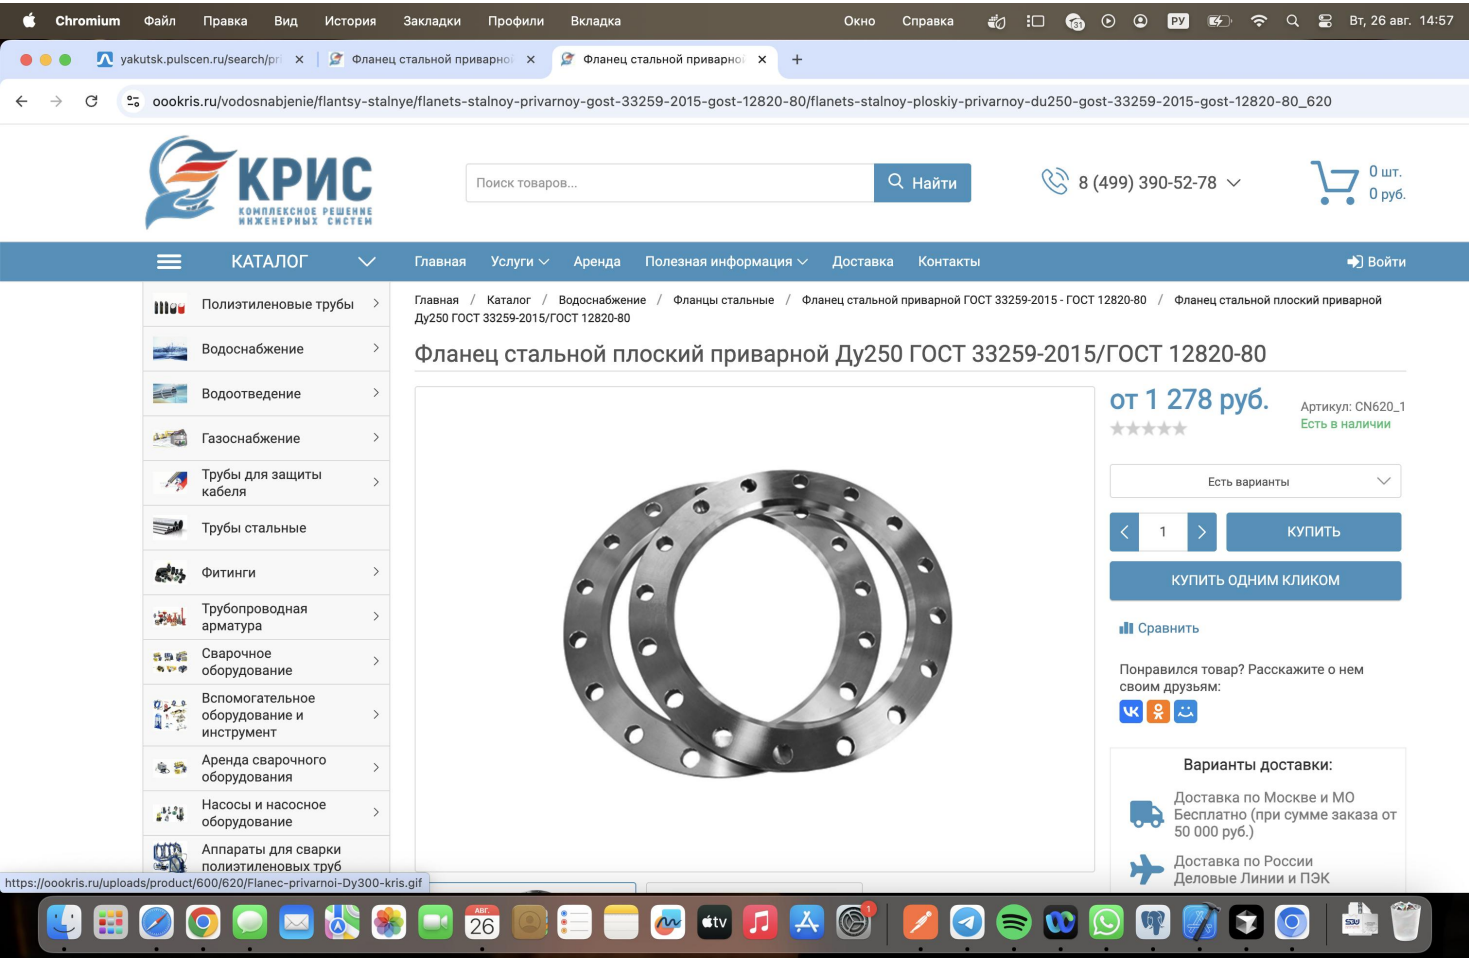 Chromium Файл Правка Вид История Закладки Профили Вкладка Окно Справка 31 РУ Вт, 26 авг. 14:57
yakutsk.pulscen.ru/search/pri Фланец стальной приварной Фланец стальной приварной
oookris.ru/vodosnabjenie/flantsy-stalnye/flanets-stalnoy-privarnoy-gost-33259-2015-gost-12820-80/flanets-stalnoy-ploskiy-privarnoy-du250-gost-33259-2015-gost-12820-80_620
КРИС
КОМПЛЕКСНОЕ РЕШЕНИЕ
ИНЖЕНЕРНЫХ СИСТЕМ
Поиск товаров...
Найти
8 (499) 390-52-78
0 шт.
0 руб.
КАТАЛОГ
Главная Услуги Аренда Полезная информация Доставка Контакты
Войти
Полиэтиленовые трубы
Водоснабжение
Водоотведение
Газоснабжение
Трубы для защиты
кабеля
Трубы стальные
Фитинги
Трубопроводная
арматура
Сварочное
оборудование
Вспомогательное
оборудование и
инструмент
Аренда сварочного
оборудования
Насосы и насосное
оборудование
Аппараты для сварки
полиэтиленовых труб
Главная / Каталог / Водоснабжение / Фланцы стальные / Фланец стальной приварной ГОСТ 33259-2015 - ГОСТ 12820-80 / Фланец стальной плоский приварной
Ду250 ГОСТ 33259-2015/ГОСТ 12820-80
Фланец стальной плоский приварной Ду250 ГОСТ 33259-2015/ГОСТ 12820-80
от 1 278 руб.
Артикул: CN620_1
Есть в наличии
Есть варианты
1
КУПИТЬ
КУПИТЬ ОДНИМ КЛИКОМ
Сравнить
Понравился товар? Расскажите о нем
своим друзьям:
Варианты доставки:
Доставка по Москве и МО
Бесплатно (при сумме заказа от
50 000 руб.)
Доставка по России
Деловые Линии и ПЭК
https://oookris.ru/uploads/product/600/620/Flanec-privarnoi-Dy300-kris.gif
АВГ.
26
tv
1